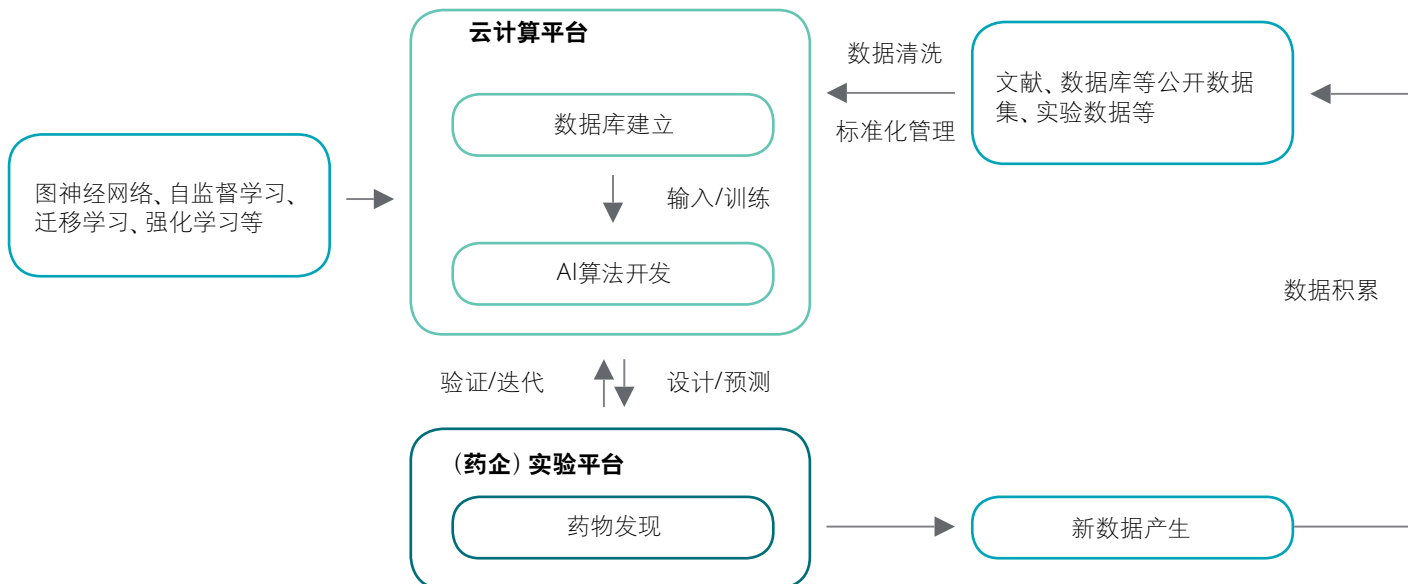 云计算平台
数据库建立
输入/训练
AI算法开发
数据清洗
标准化管理
文献、数据库等公开数据
集、实验数据等
图神经网络、自监督学习、
迁移学习、强化学习等
数据积累
验证/迭代
设计/预测
（药企）实验平台
药物发现
新数据产生